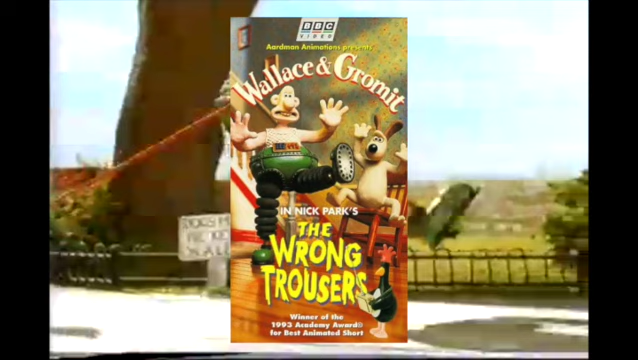 BBC
VIDEO
Aardman Animations presents
Wallace & Gromit
IN NICK PARK'S
THE
WRONG
TROUSERS
Winner of the
1993 Academy Award®
for Best Animated Short
DOGS M